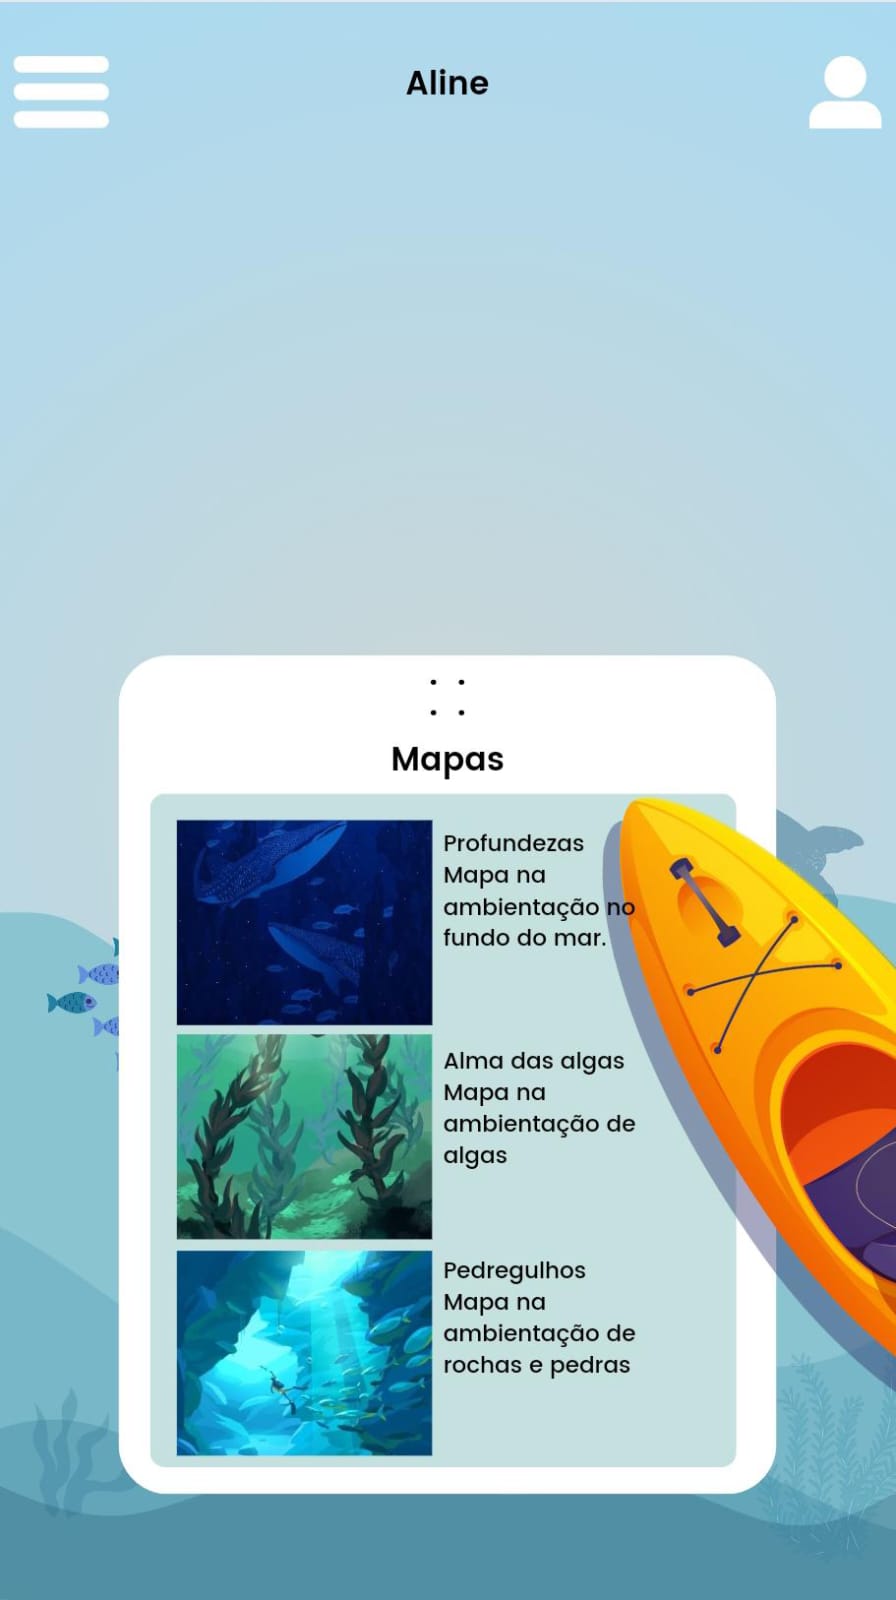 Aline
Mapas
Profundezas
Mapa na
ambientação no
fundo do mar.
Alma das algas
Mapa na
ambientação de
algas
Pedregulhos
Mapa na
ambientação de
rochas e pedras